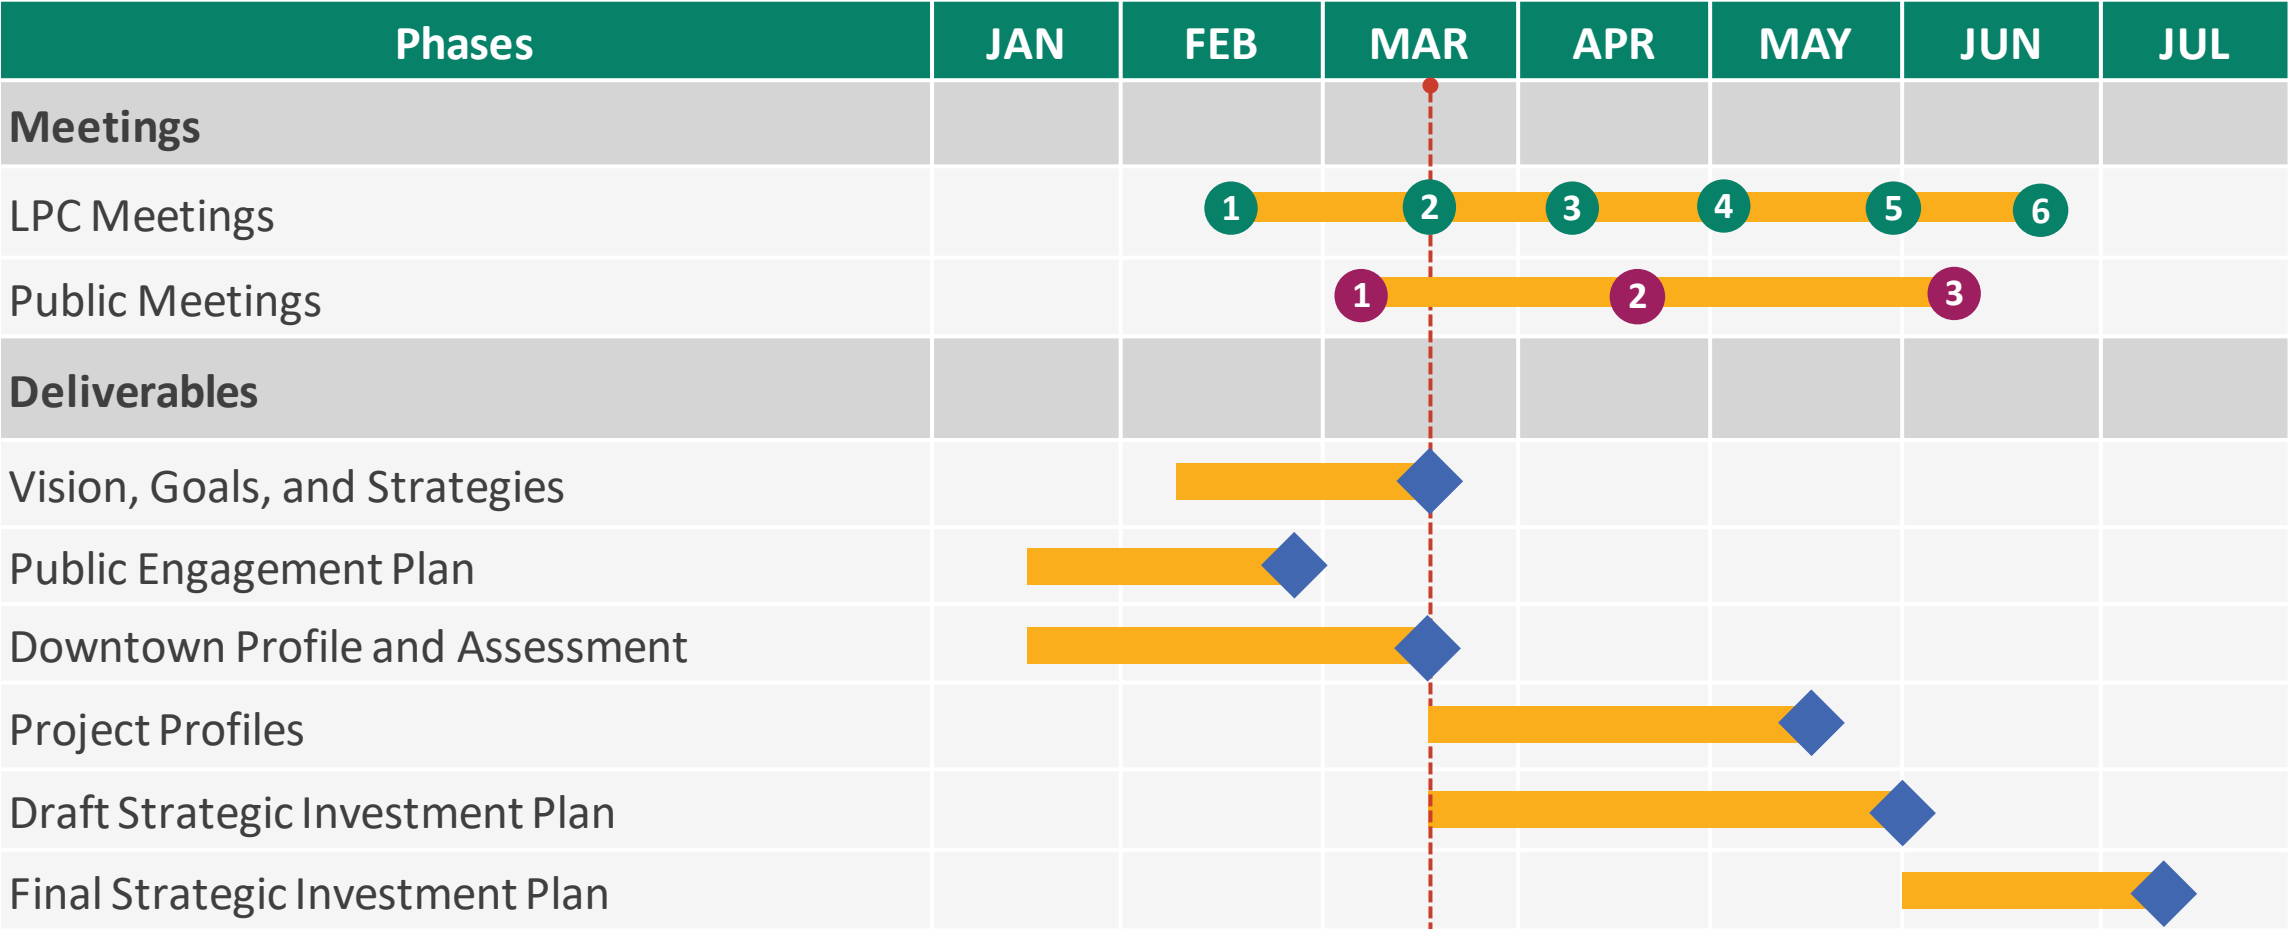 Phases JAN FEB MAR APR MAY JUN JUL
Meetings
LPC Meetings 1 2 3 4 5 6
Public Meetings 1 2 3
Deliverables
Vision, Goals, and Strategies
Public Engagement Plan
Downtown Profile and Assessment
Project Profiles
Draft Strategic Investment Plan
Final Strategic Investment Plan